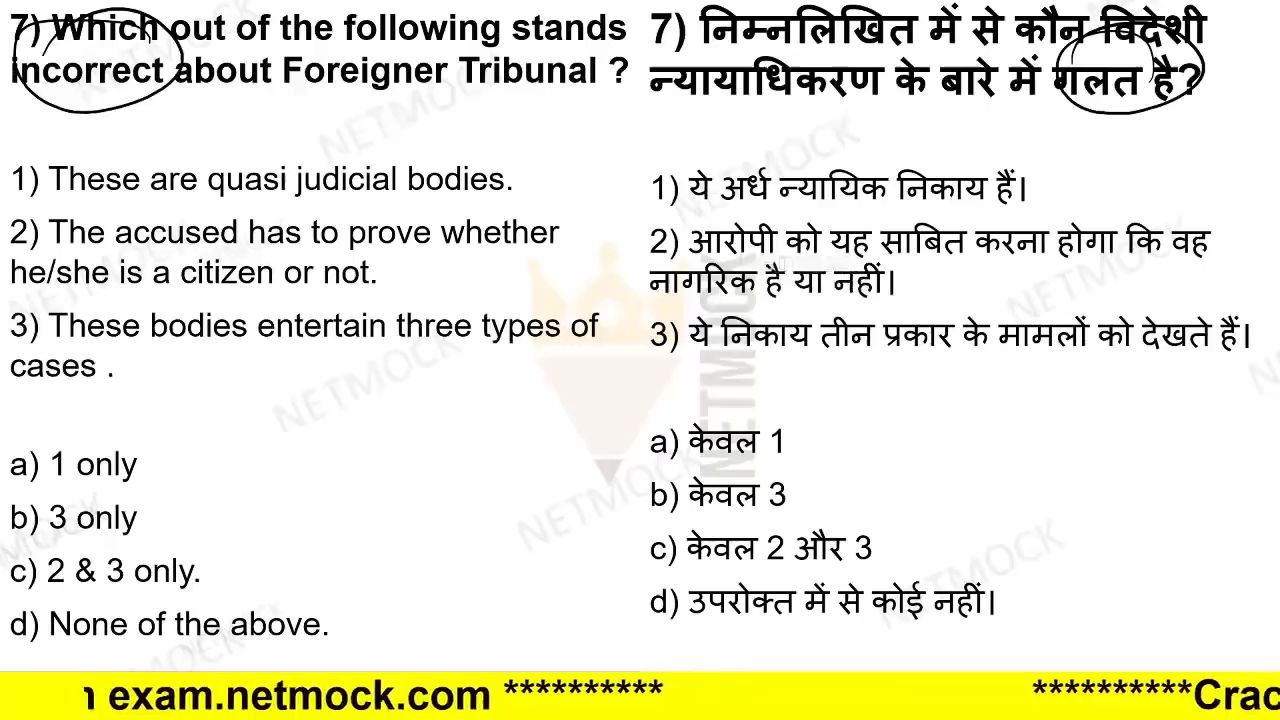 7) Which out of the following stands
incorrect about Foreigner Tribunal ?
1) These are quasi judicial bodies.
2) The accused has to prove whether
he/she is a citizen or not.
3) These bodies entertain three types of
cases .
a) 1 only
b) 3 only
c) 2 & 3 only.
d) None of the above.
7) निम्नलिखित में से कौन विदेशी
न्यायाधिकरण के बारे में गलत है?
1) ये अर्ध न्यायिक निकाय हैं।
2) आरोपी को यह साबित करना होगा कि वह
नागरिक है या नहीं।
3) ये निकाय तीन प्रकार के मामलों को देखते हैं।
a) केवल 1
b) केवल 3
c) केवल 2 और 3
d) उपरोक्त में से कोई नहीं।
NETMOCK
exam.netmock.com ********** **********Crac